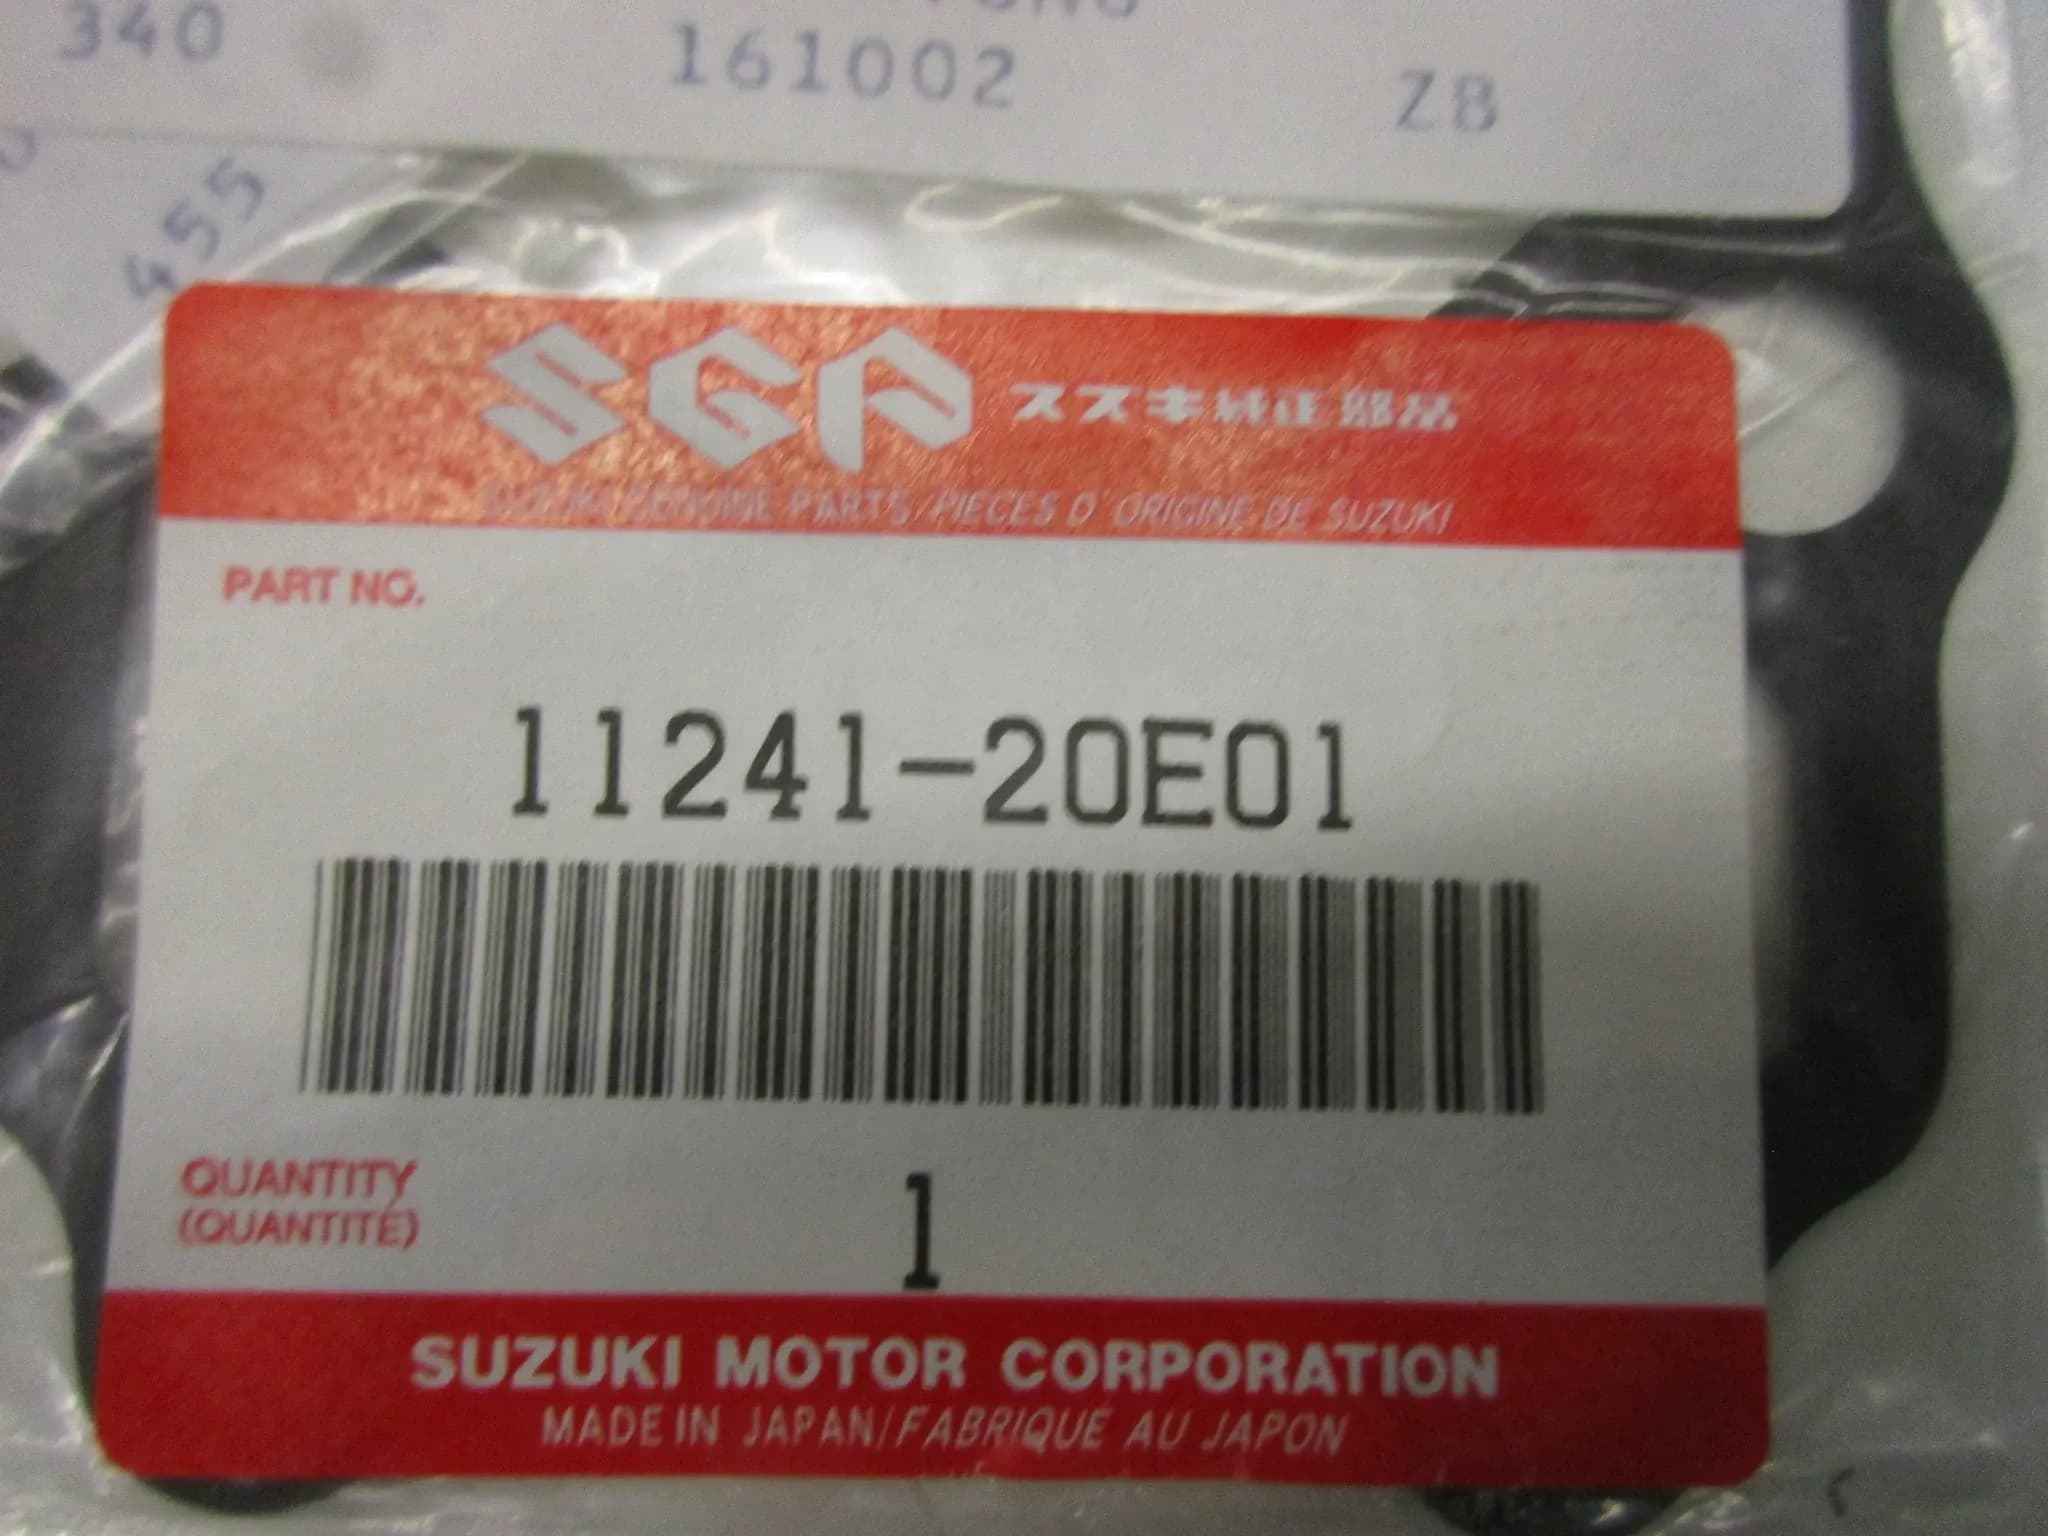 340 161002 ZB
455
SGP スズキ純正部品
SUZUKI GENUINE PARTS/PIECES D'ORIGINE DE SUZUKI
PART NO.
11241-20E01
QUANTITY
(QUANTITÉ)
1
SUZUKI MOTOR CORPORATION
MADE IN JAPAN/FABRIQUÉ AU JAPON